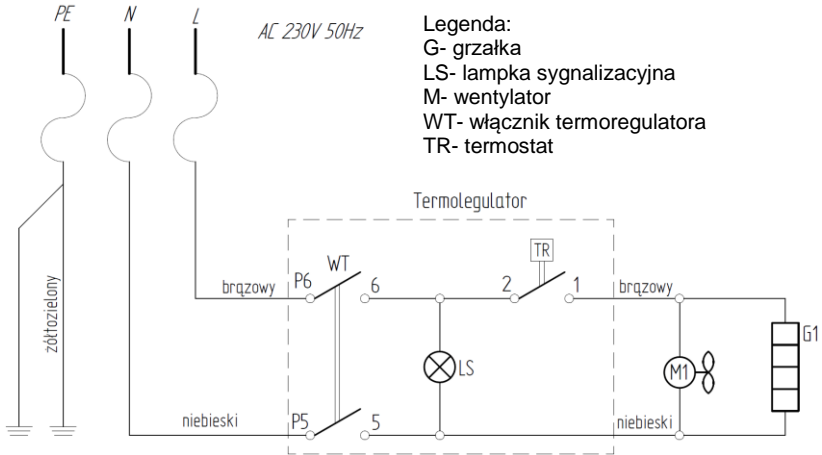 PE N L
AC 230V 50Hz
Legenda:
G- grzałka
LS- lampka sygnalizacyjna
M- wentylator
WT- włącznik termoregulatora
TR- termostat
Termolegulator
TR
WT
brązowy P6 6 2 1 brązowy
żółtozielony
LS
M1
G1
niebieski P5 5 niebieski